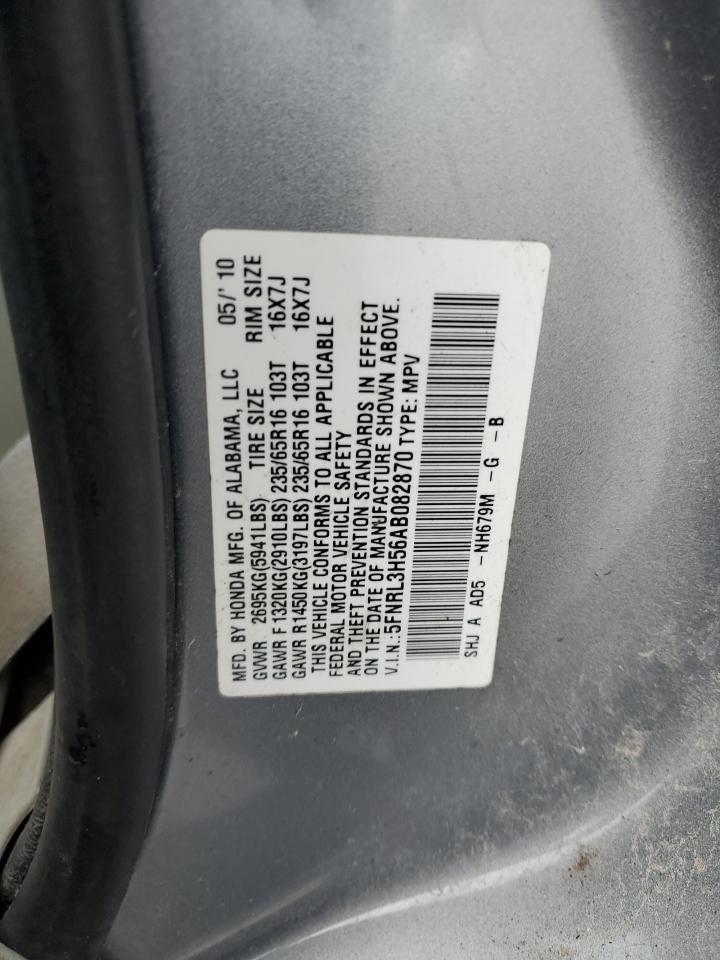 MFD. BY HONDA MFG. OF ALABAMA, LLC 05/'10
GVWR 2695KG(5941LBS) TIRE SIZE RIM SIZE
GAWR F 1320KG(2910LBS) 235/65R16 103T 16X7J
GAWR R1450KG(3197LBS) 235/65R16 103T 16X7J
THIS VEHICLE CONFORMS TO ALL APPLICABLE
FEDERAL MOTOR VEHICLE SAFETY
AND THEFT PREVENTION STANDARDS IN EFFECT
ON THE DATE OF MANUFACTURE SHOWN ABOVE.
V.I.N.:5FNRL3H56AB082870 TYPE: MPV
SHJ A AD5 -NH679M -G -B